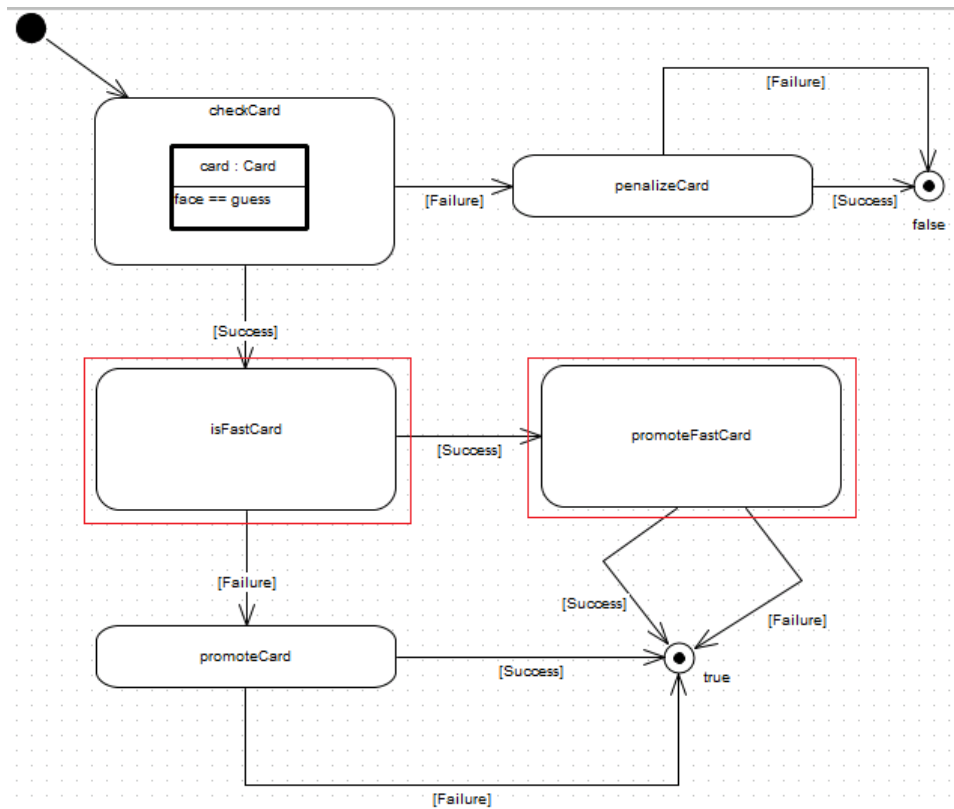 checkCard
card : Card
face == guess
[Failure]
penalizeCard
[Failure]
[Success]
false
[Success]
isFastCard
[Success]
promoteFastCard
[Failure]
[Success]
[Failure]
promoteCard
[Success]
true
[Failure]